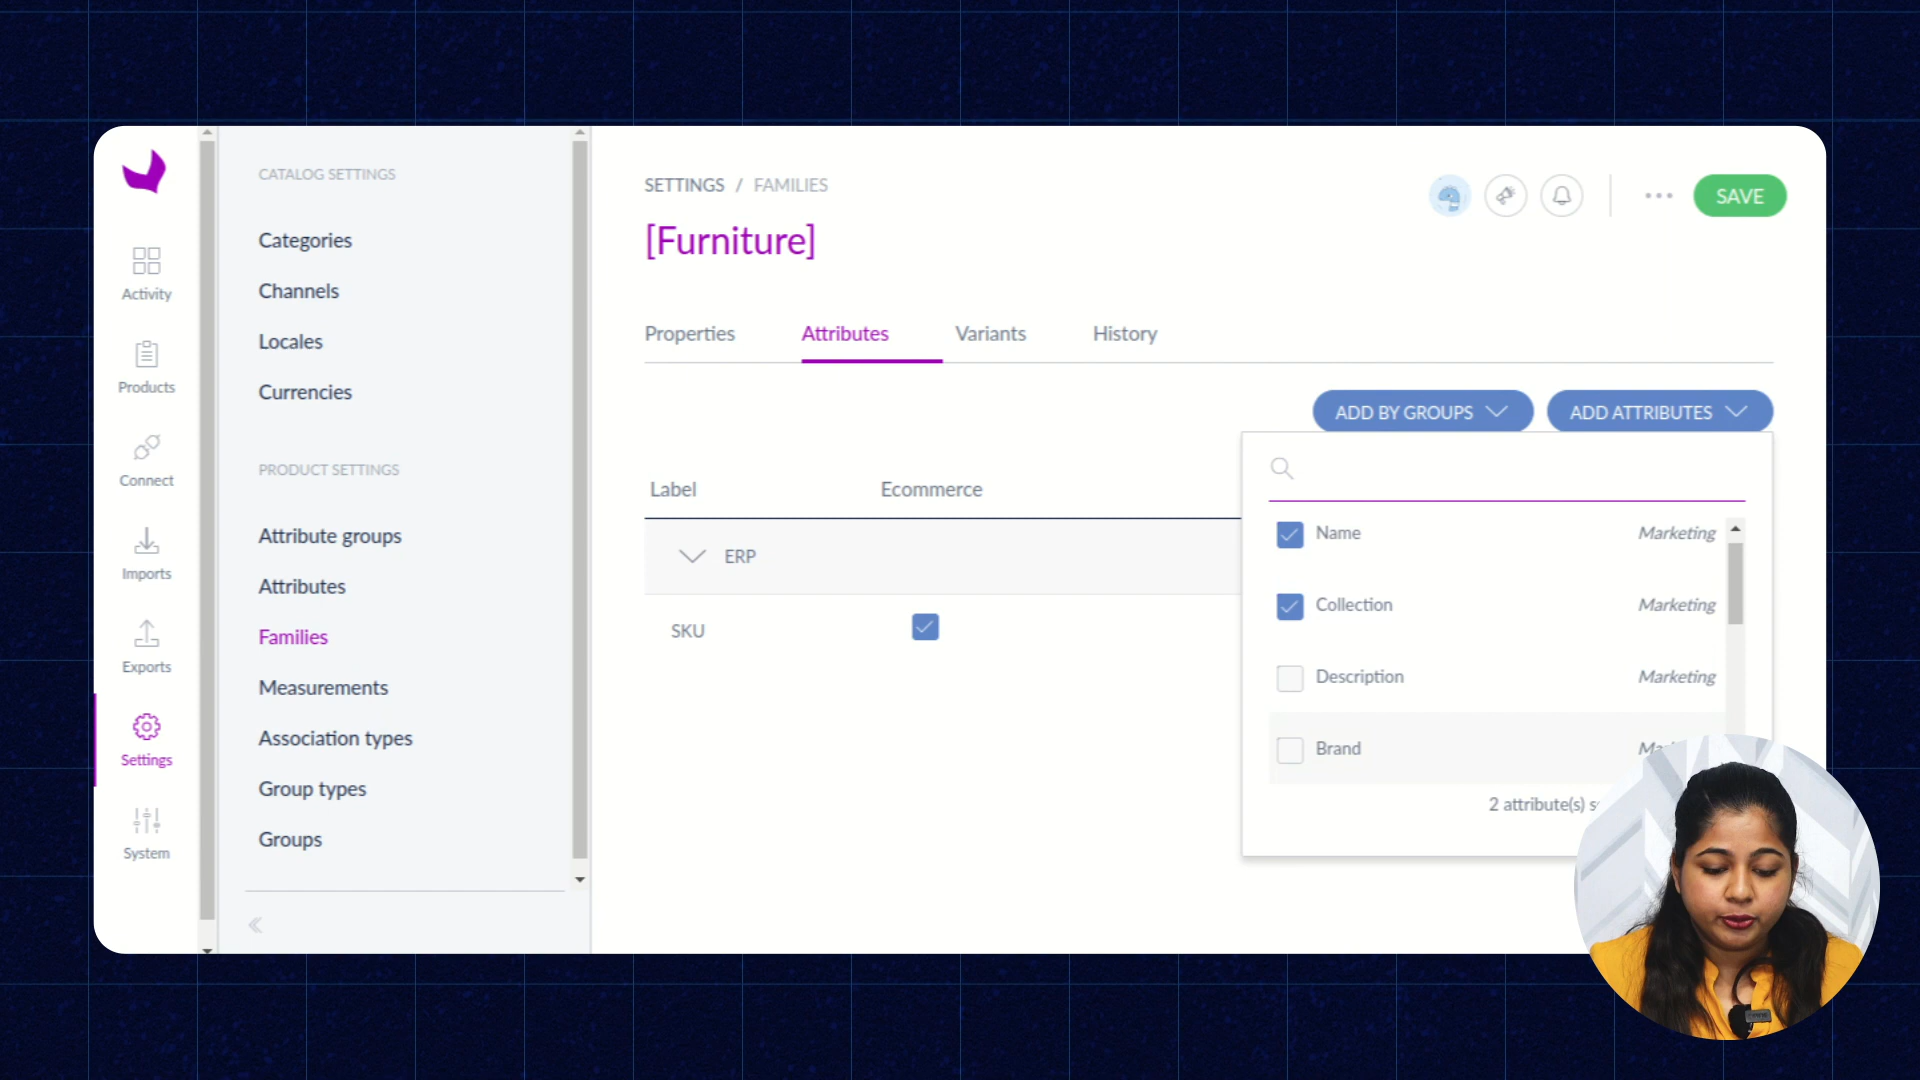 CATALOG SETTINGS
Categories
Channels
Locales
Currencies
PRODUCT SETTINGS
Attribute groups
Attributes
Families
Measurements
Association types
Group types
Groups
Activity
Products
Connect
Imports
Exports
Settings
System
SETTINGS / FAMILIES
SAVE
[Furniture]
Properties
Attributes
Variants
History
ADD BY GROUPS
ADD ATTRIBUTES
Label
Ecommerce
ERP
SKU
Name Marketing
Collection Marketing
Description Marketing
Brand
2 attribute(s)